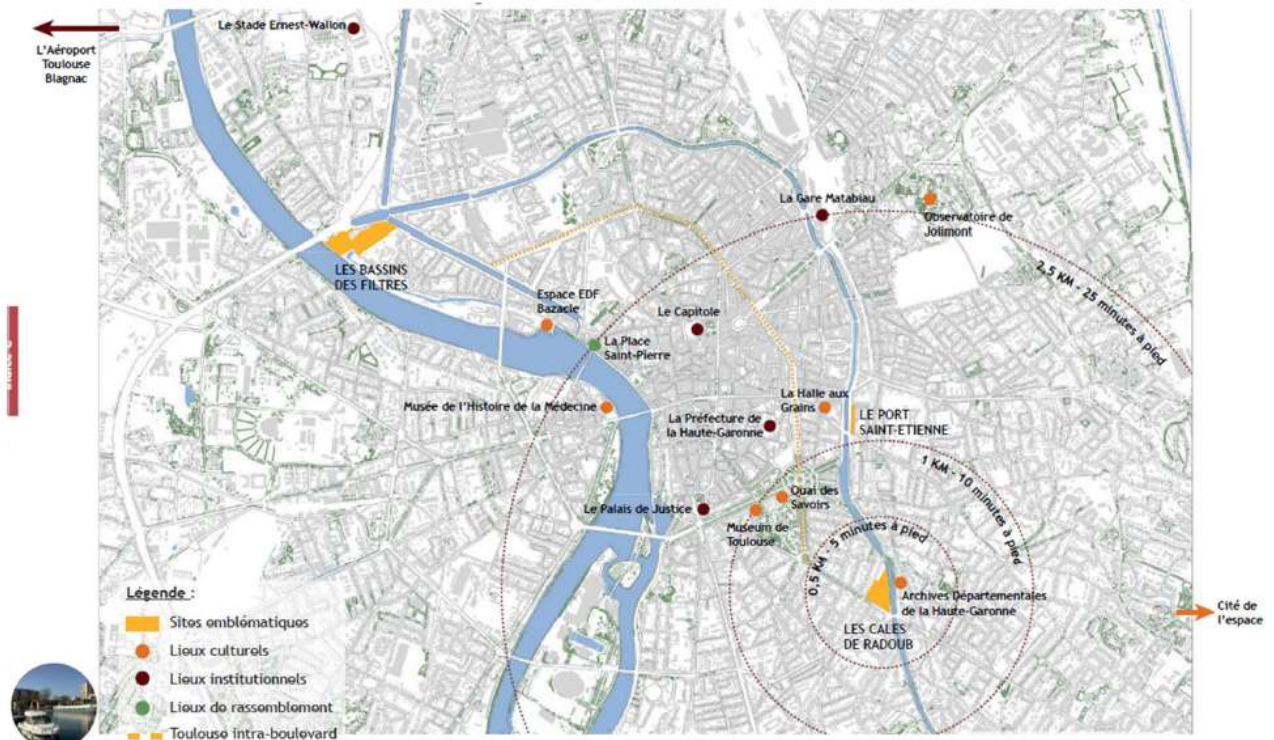 Le Stade Ernest-Wallon
L'Aéroport
Toulouse
Blagnac
La Gare Matabiau
Observatoire de
Jolimont
2,5 KM - 25 minutes à pied
LES BASSINS
DES FILTRES
Espace EDF
Bazacle
Le Capitole
La Place
Saint-Pierre
Musée de l'Histoire de la Médecine
La Halle aux
Grains
La Préfecture de
la Haute-Garonne
LE PORT
SAINT-ETIENNE
1 KM - 10 minutes à pied
Quai des
Savoirs
Le Palais de Justice
Museum de
Toulouse
0,5 KM - 5 minutes à pied
Archives Départementales
de la Haute-Garonne
LES CALES
DE RADOUB
Cité de
l'espace
Légende :
Sites emblématiques
Lieux culturels
Lieux institutionnels
Lieux de rassemblement
Toulouse intra-boulevard